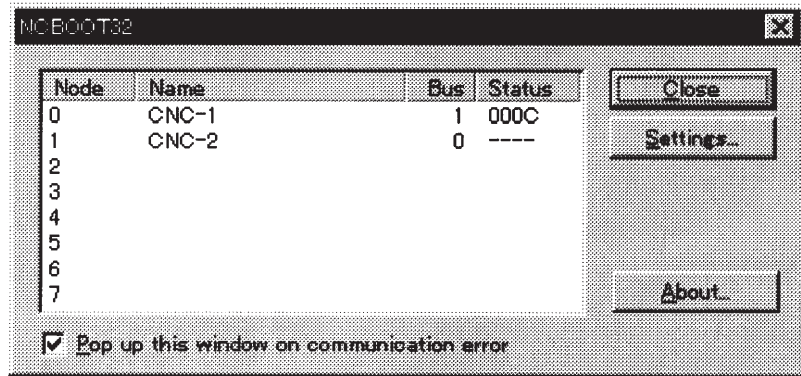 NCBOOT32
Node Name Bus Status
0 CNC-1 1 000C
1 CNC-2 0 ----
2
3
4
5
6
7
Close
Settings...
About...
Pop up this window on communication error